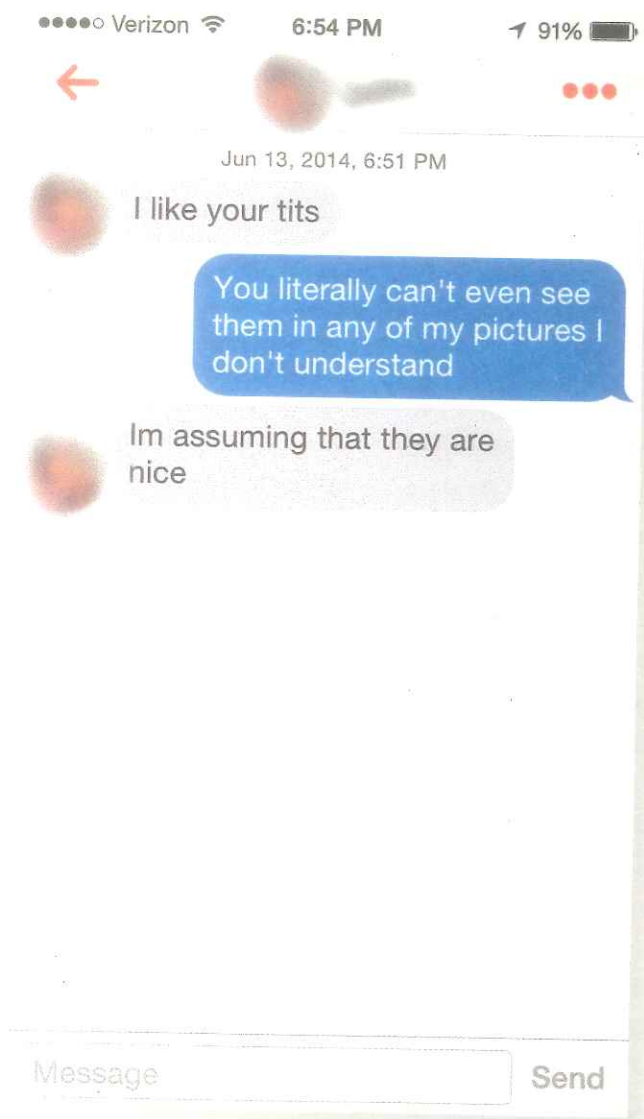 Verizon 6:54 PM 91%
Jun 13, 2014, 6:51 PM
I like your tits
You literally can't even see
them in any of my pictures I
don't understand
Im assuming that they are
nice
Message Send